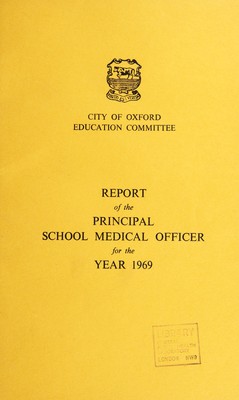 CITY OF OXFORD
EDUCATION COMMITTEE
REPORT
of the
PRINCIPAL
SCHOOL MEDICAL OFFICER
for the
YEAR 1969